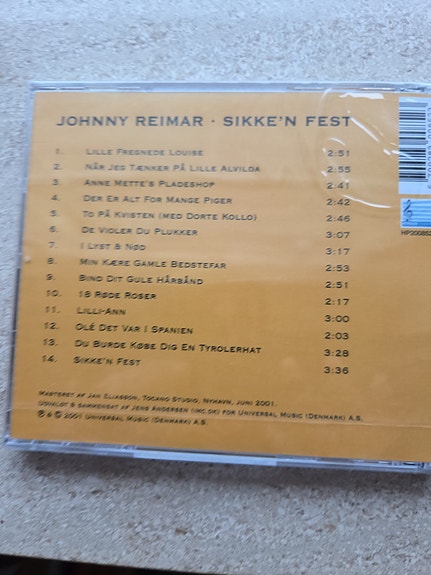 JOHNNY REIMAR · SIKKE'N FEST
1. LILLE FREGNEDE LOUISE 2:51
2. NÅR JEG TÆNKER PÅ LILLE ALVILDA 2:55
3. ANNE METTE'S PLADESHOP 2:41
4. DER ER ALT FOR MANGE PIGER 2:42
5. TO PÅ KVISTEN (MED DORTE KOLLO) 2:46
6. DE VIOLER DU PLUKKER 3:07
7. I LYST & NØD 3:17
8. MIN KÆRE GAMLE BEDSTEFAR 2:53
9. BIND DIT GULE HÅRBÅND 2:51
10. 18 RØDE ROSER 2:17
11. LILLI-ANN 3:00
12. OLÉ DET VAR I SPANIEN 2:03
13. DU BURDE KØBE DIG EN TYROLERHAT 3:28
14. SIKKE'N FEST 3:36
MASTERET AF JAN ELIASSON, TOCANO STUDIO, NYHAVN, JUNI 2001.
UDVALGT & SAMMENSAT AF JENS ANDERSEN (IMC.DK) FOR UNIVERSAL MUSIC (DENMARK) A.S.
℗ & © 2001 UNIVERSAL MUSIC (DENMARK) A.S.